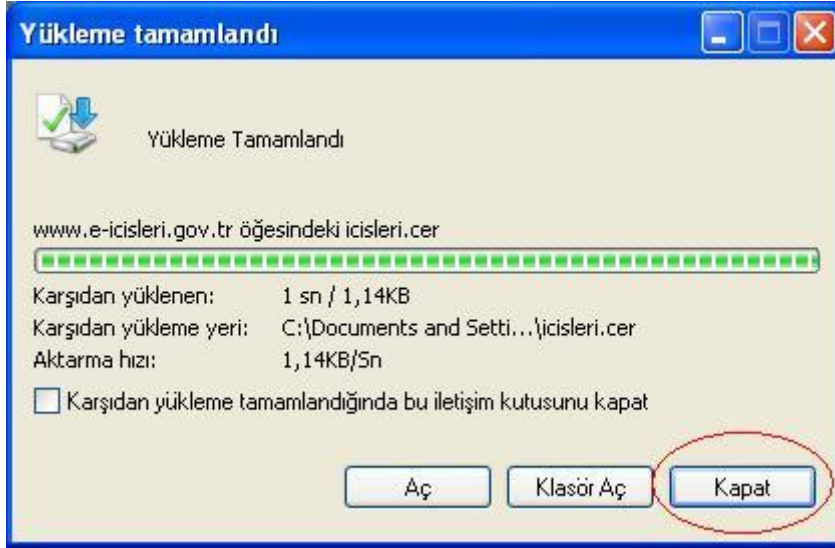 Yükleme tamamlandı
Yükleme Tamamlandı
www.e-icisleri.gov.tr öğesindeki icisleri.cer
Karşıdan yüklenen: 1 sn / 1,14KB
Karşıdan yükleme yeri: C:\Documents and Setti...\icisleri.cer
Aktarma hızı: 1,14KB/Sn
Karşıdan yükleme tamamlandığında bu iletişim kutusunu kapat
Aç Klasör Aç Kapat